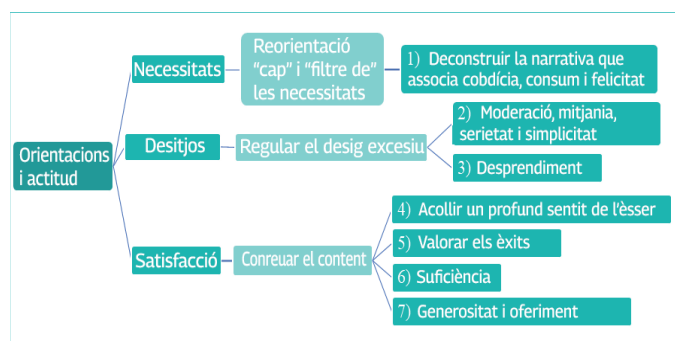 Orientacions
i actitud
Necessitats
Reorientació
“cap” i “filtre de”
les necessitats
1) Deconstruir la narrativa que
associa cobdícia, consum i felicitat
Desitjos
Regular el desig excesiu
2) Moderació, mitjania,
serietat i simplicitat
3) Desprendiment
Satisfacció
Conreuar el content
4) Acollir un profund sentit de l'èsser
5) Valorar els èxits
6) Suficiència
7) Generositat i oferiment